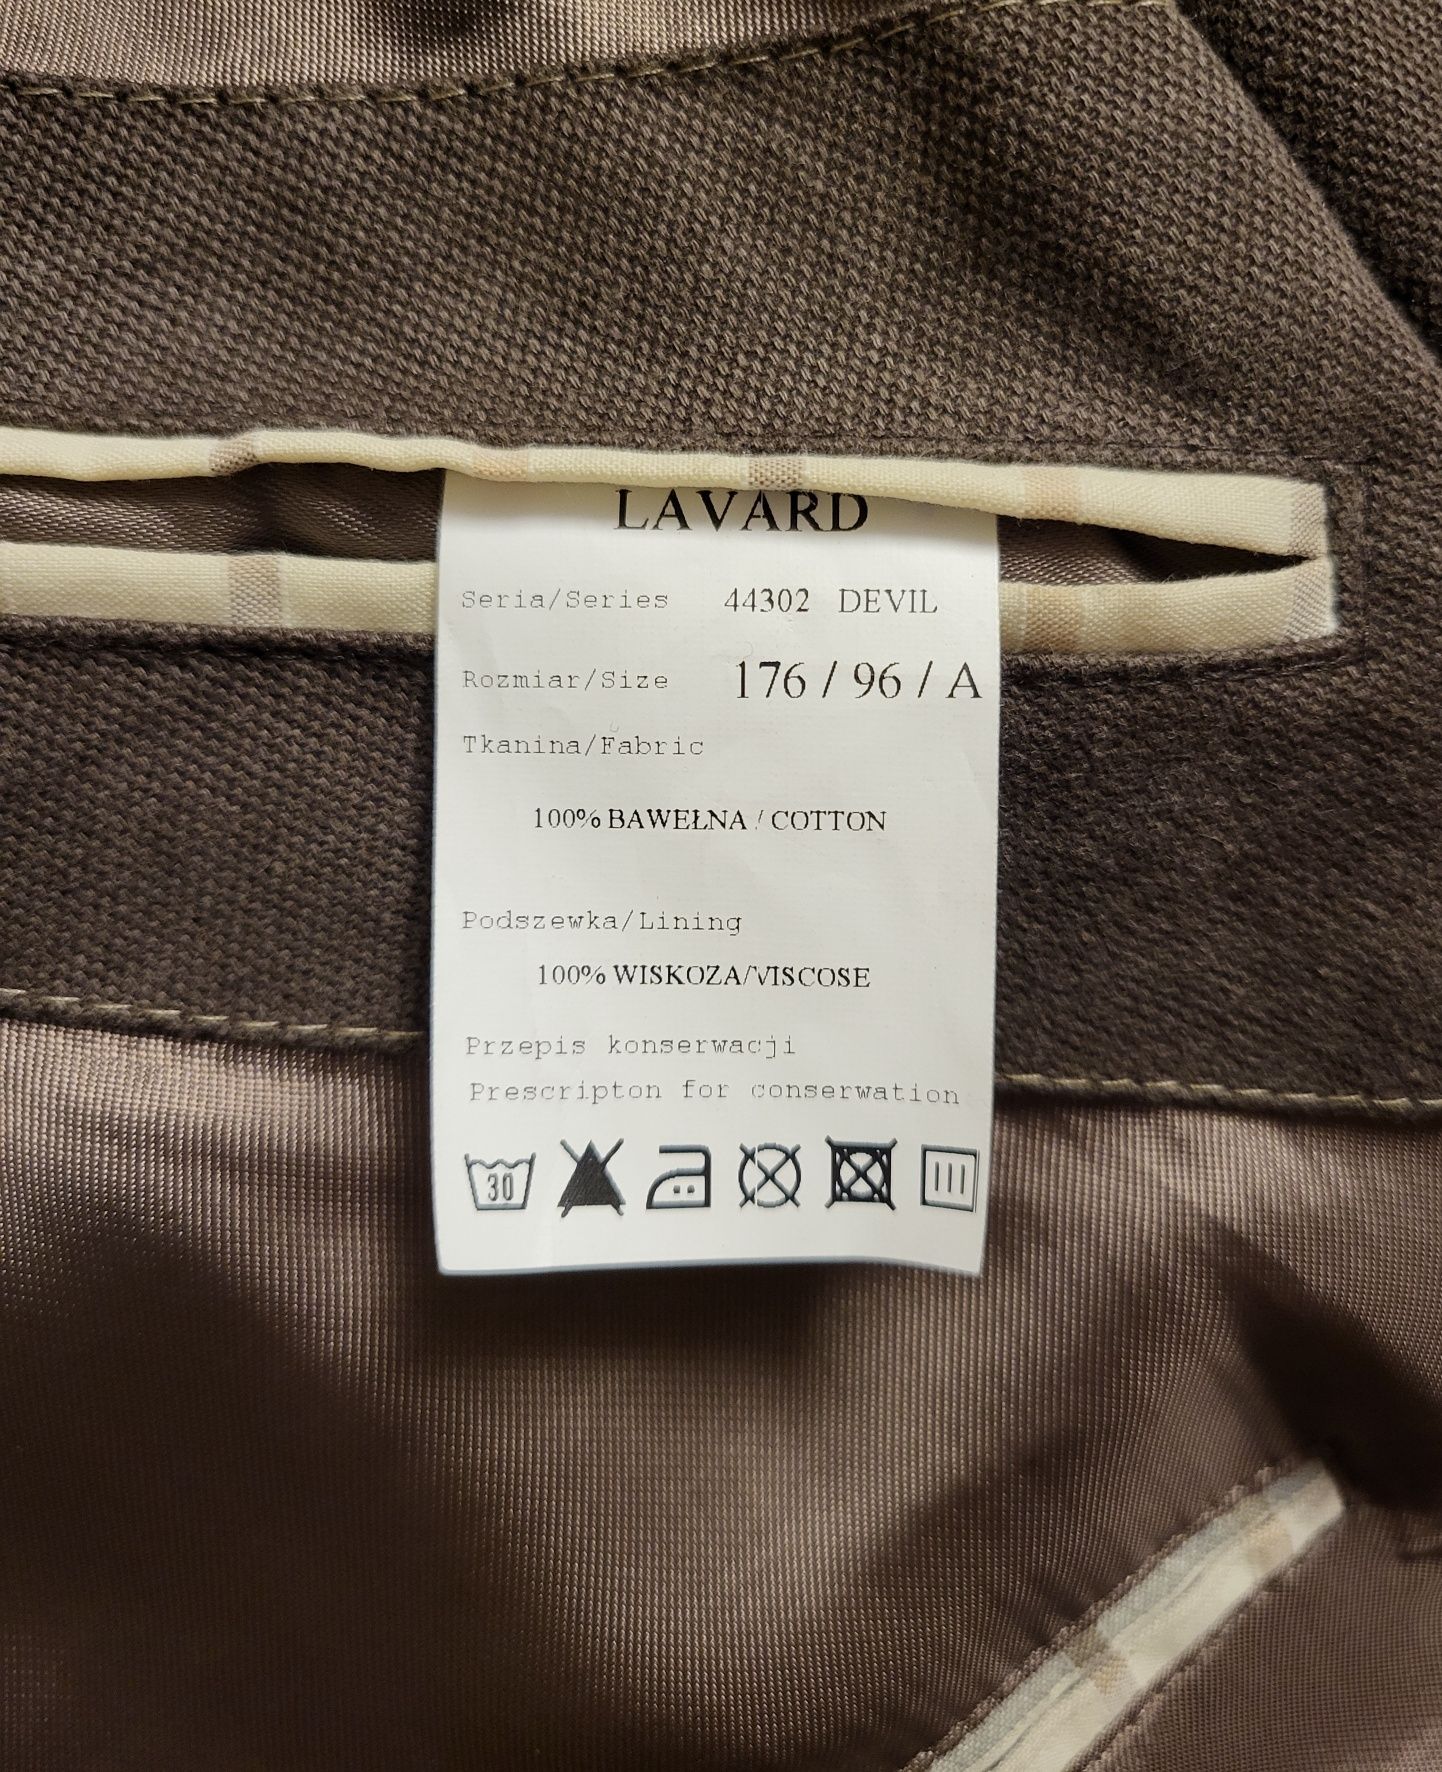 LAVARD
Seria/Series 44302 DEVIL
Rozmiar/Size 176 / 96 / A
Tkanina/Fabric
100% BAWEŁNA / COTTON
Podszewka/Lining
100% WISKOZA/VISCOSE
Przepis konserwacji
Prescripton for conserwation
30